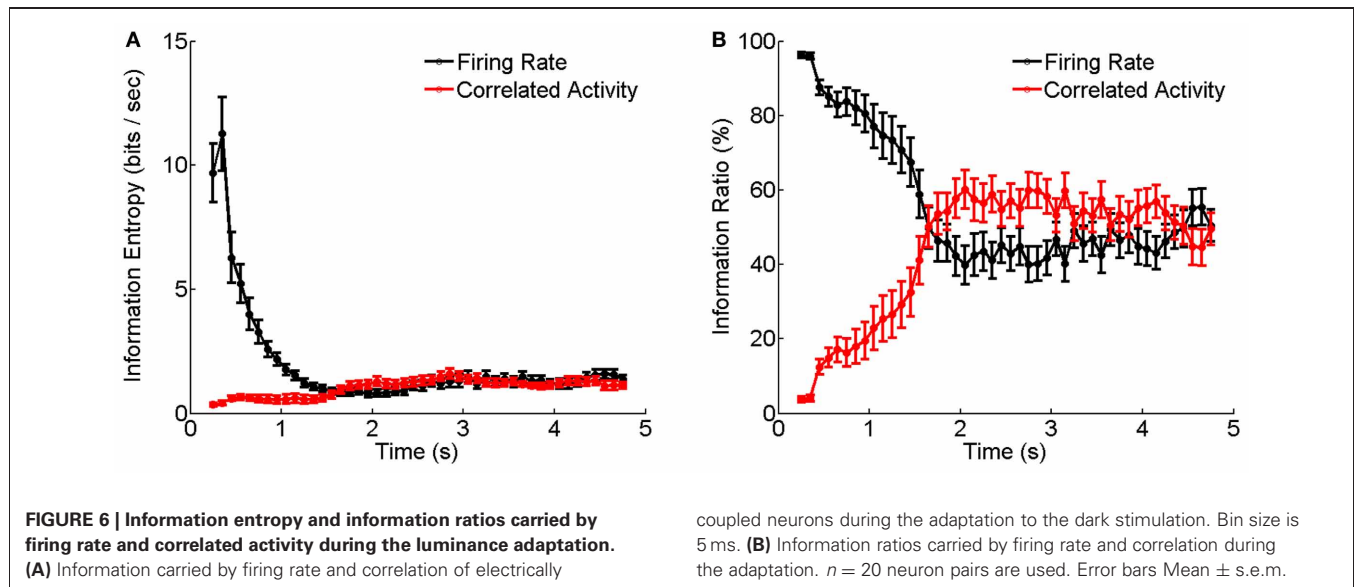 A
15
10
5
0
Information Entropy (bits / sec)
Firing Rate
Correlated Activity
0 1 2 3 4 5
Time (s)
B
100
80
60
40
20
0
Information Ratio (%)
Firing Rate
Correlated Activity
0 1 2 3 4 5
Time (s)
FIGURE 6 | Information entropy and information ratios carried by
firing rate and correlated activity during the luminance adaptation.
(A) Information carried by firing rate and correlation of electrically
coupled neurons during the adaptation to the dark stimulation. Bin size is
5 ms. (B) Information ratios carried by firing rate and correlation during
the adaptation. n = 20 neuron pairs are used. Error bars Mean ± s.e.m.